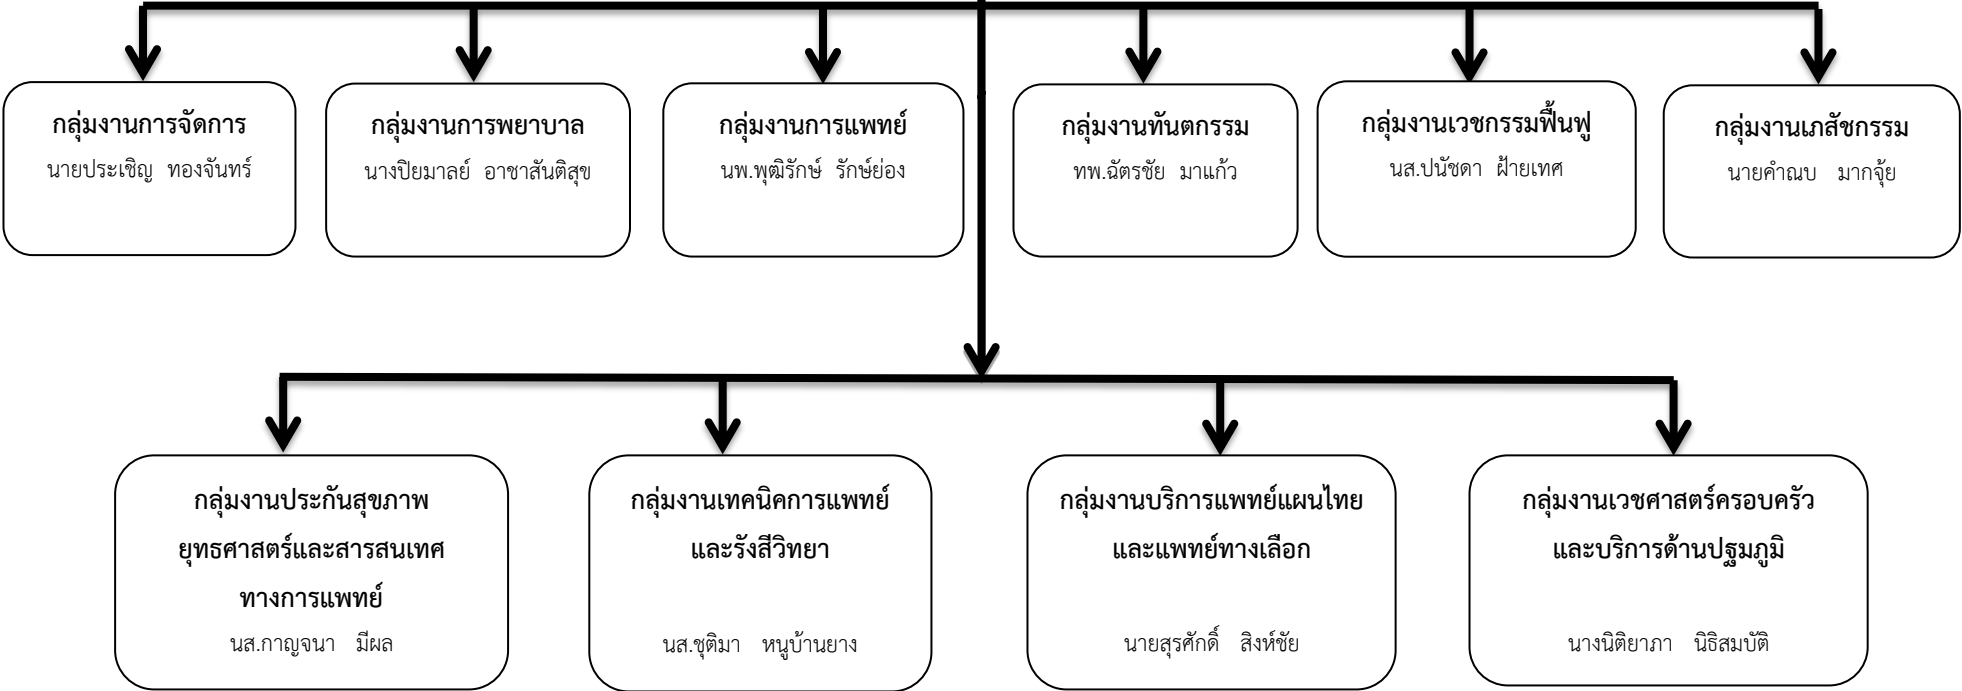 กลุ่มงานการจัดการ
นายประเชิญ ทองจันทร์
กลุ่มงานการพยาบาล
นางปิยมาลย์ อาชาสันติสุข
กลุ่มงานการแพทย์
นพ.พุฒิรักษ์ รักษ์ย่อง
กลุ่มงานทันตกรรม
ทพ.ฉัตรชัย มาแก้ว
กลุ่มงานเวชกรรมฟื้นฟู
นส.ปนัชดา ฝ้ายเทศ
กลุ่มงานเภสัชกรรม
นายคำณบ มากจุ้ย
กลุ่มงานประกันสุขภาพ
ยุทธศาสตร์และสารสนเทศ
ทางการแพทย์
นส.กาญจนา มีผล
กลุ่มงานเทคนิคการแพทย์
และรังสีวิทยา
นส.ชุติมา หนูบ้านยาง
กลุ่มงานบริการแพทย์แผนไทย
และแพทย์ทางเลือก
นายสุรศักดิ์ สิงห์ชัย
กลุ่มงานเวชศาสตร์ครอบครัว
และบริการด้านปฐมภูมิ
นางนิติยาภา นิธิสมบัติ